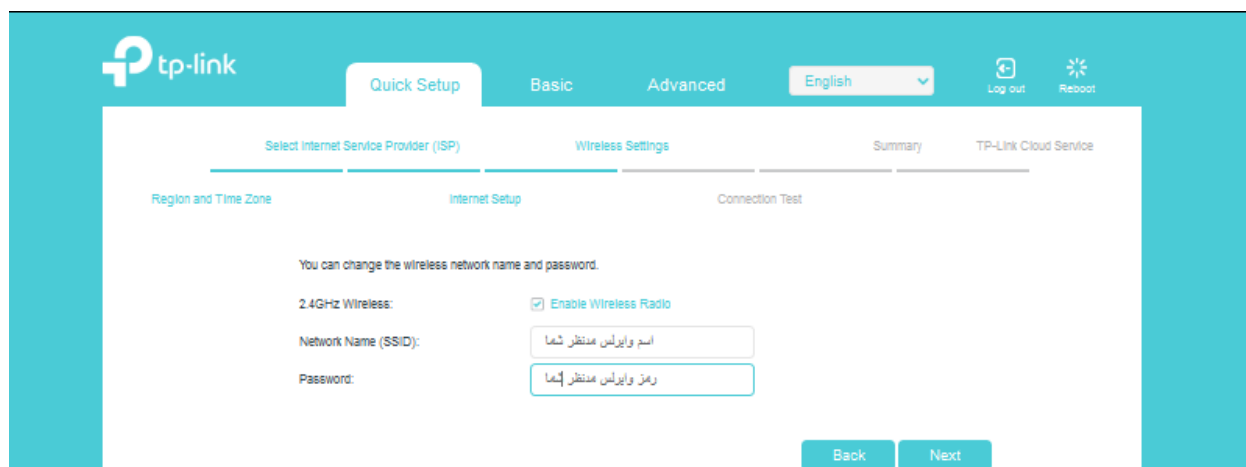 tp-link
Quick Setup Basic Advanced English Log out Reboot
Select Internet Service Provider (ISP) Wireless Settings Summary TP-Link Cloud Service
Region and Time Zone Internet Setup Connection Test
You can change the wireless network name and password.
2.4GHz Wireless: Enable Wireless Radio
Network Name (SSID): اسم وایرلس مدنظر شما
Password: رمز وایرلس مدنظر شما
Back Next